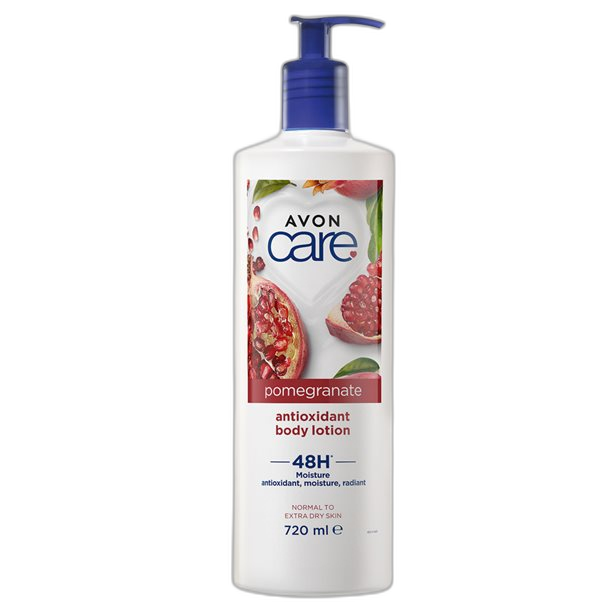 AVON
care
pomegranate
antioxidant
body lotion
48H*
Moisture
antioxidant, moisture, radiant
NORMAL TO
EXTRA DRY SKIN
720 ml e